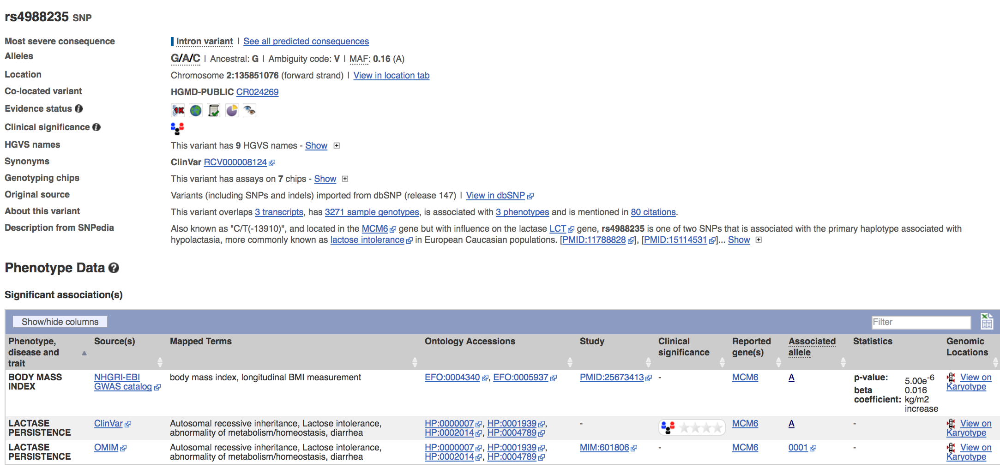 rs4988235 SNP
Most severe consequence Intron variant | See all predicted consequences
Alleles G/A/C | Ancestral: G | Ambiguity code: V | MAF: 0.16 (A)
Location Chromosome 2:135851076 (forward strand) | View in location tab
Co-located variant HGMD-PUBLIC CR024269
Evidence status i 1K
Clinical significance i
HGVS names This variant has 9 HGVS names - Show
Synonyms ClinVar RCV000008124
Genotyping chips This variant has assays on 7 chips - Show
Original source Variants (including SNPs and indels) imported from dbSNP (release 147) | View in dbSNP
About this variant This variant overlaps 3 transcripts, has 3271 sample genotypes, is associated with 3 phenotypes and is mentioned in 80 citations.
Description from SNPedia Also known as "C/T(-13910)", and located in the MCM6 gene but with influence on the lactase LCT gene, rs4988235 is one of two SNPs that is associated with the primary haplotype associated with
hypolactasia, more commonly known as lactose intolerance in European Caucasian populations. [PMID:11788828], [PMID:15114531]... Show
Phenotype Data ?
Significant association(s)
Show/hide columns Filter
Phenotype, disease and trait Source(s) Mapped Terms Ontology Accessions Study Clinical significance Reported gene(s) Associated allele Statistics Genomic Locations
BODY MASS NHGRI-EBI body mass index, longitudinal BMI measurement EFO:0004340, EFO:0005937 PMID:25673413 - MCM6 A p-value: 5.00e-6 View on
INDEX GWAS catalog beta 0.016 Karyotype
coefficient: kg/m2
increase
LACTASE ClinVar Autosomal recessive inheritance, Lactose intolerance, HP:0000007, HP:0001939, - MCM6 A - View on
PERSISTENCE abnormality of metabolism/homeostasis, diarrhea HP:0002014, HP:0004789 Karyotype
LACTASE OMIM Autosomal recessive inheritance, Lactose intolerance, HP:0000007, HP:0001939, MIM:601806 - MCM6 0001 - View on
PERSISTENCE abnormality of metabolism/homeostasis, diarrhea HP:0002014, HP:0004789 Karyotype